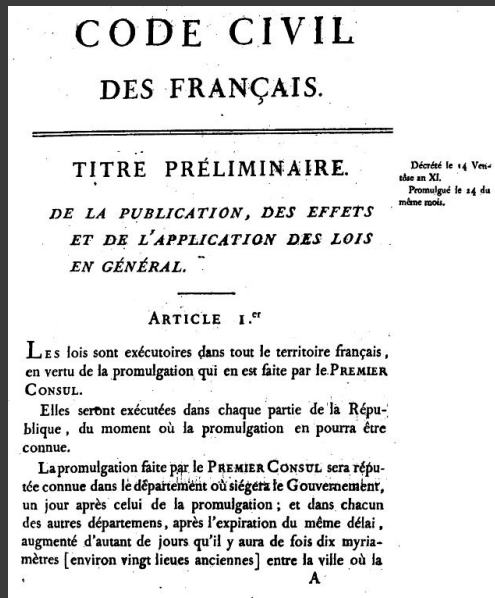 CODE CIVIL
DES FRANÇAIS.
TITRE PRÉLIMINAIRE.
Décrété le 14 Ven-
tôse an XI.
Promulgué le 24 du
même mois.
DE LA PUBLICATION, DES EFFETS
ET DE L'APPLICATION DES LOIS
EN GÉNÉRAL.
ARTICLE 1.er
LES lois sont exécutoires dans tout le territoire français,
en vertu de la promulgation qui en est faite par le PREMIER
CONSUL.
Elles seront exécutées dans chaque partie de la Répu-
blique, du moment où la promulgation en pourra être
connue.
La promulgation faite par le PREMIER CONSUL sera répu-
tée connue dans le département où siégera le Gouvernement,
un jour après celui de la promulgation ; et dans chacun
des autres départemens, après l'expiration du même délai,
augmenté d'autant de jours qu'il y aura de fois dix myria-
mètres [environ vingt lieues anciennes] entre la ville où la
A